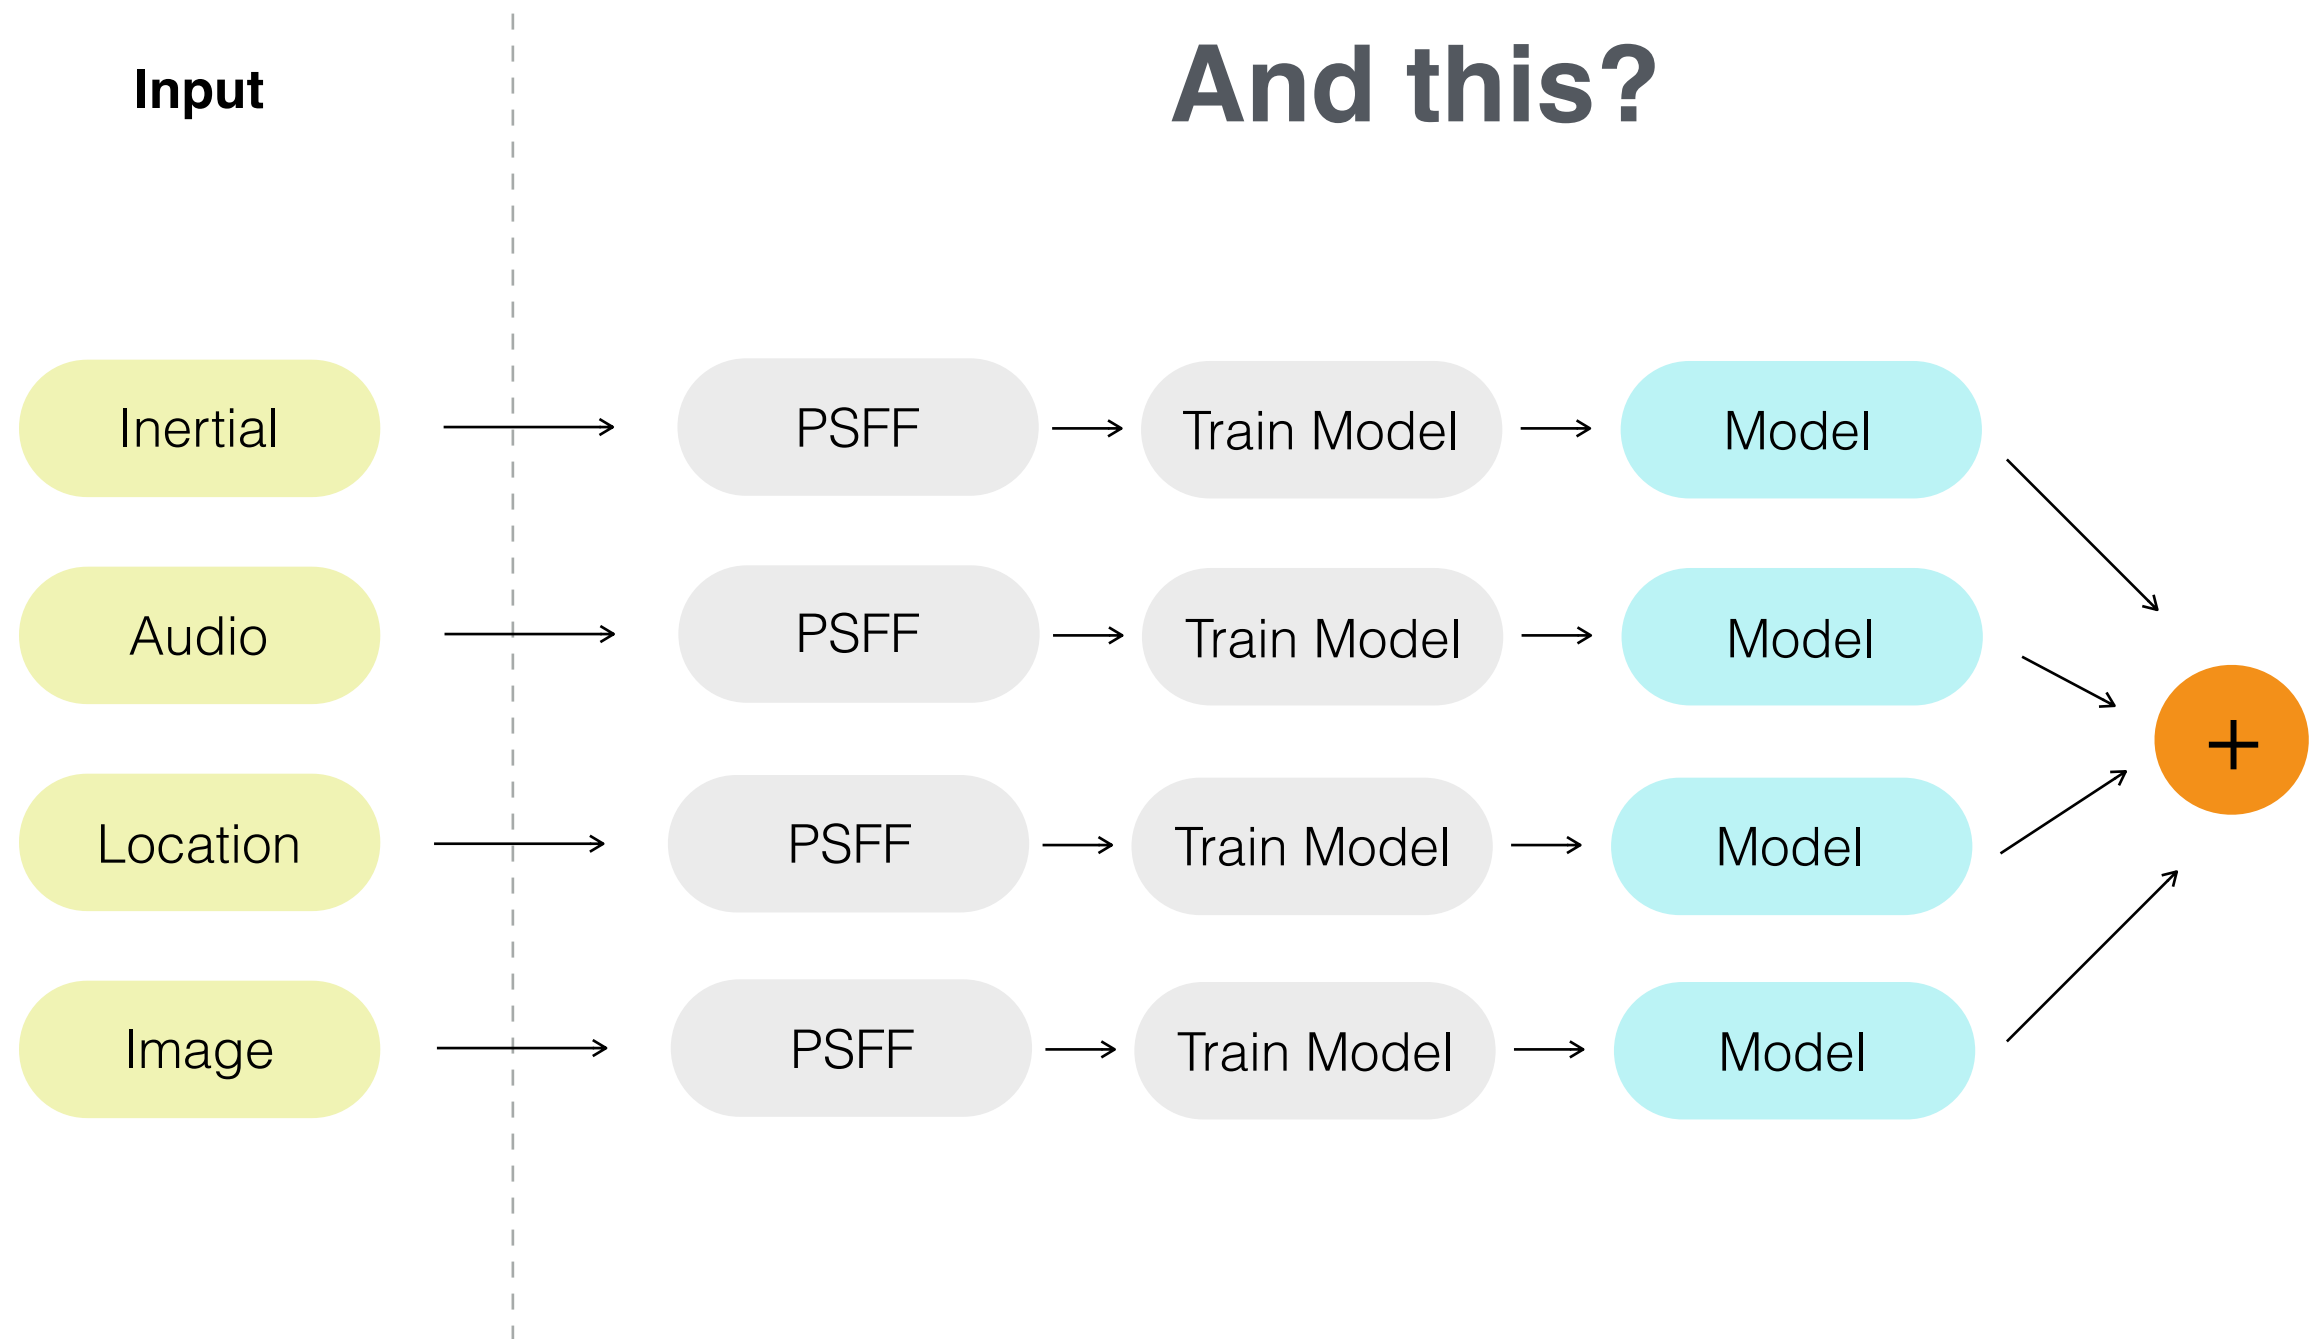 Input
And this?
Inertial
PSFF
Train Model
Model
Audio
PSFF
Train Model
Model
+
Location
PSFF
Train Model
Model
Image
PSFF
Train Model
Model